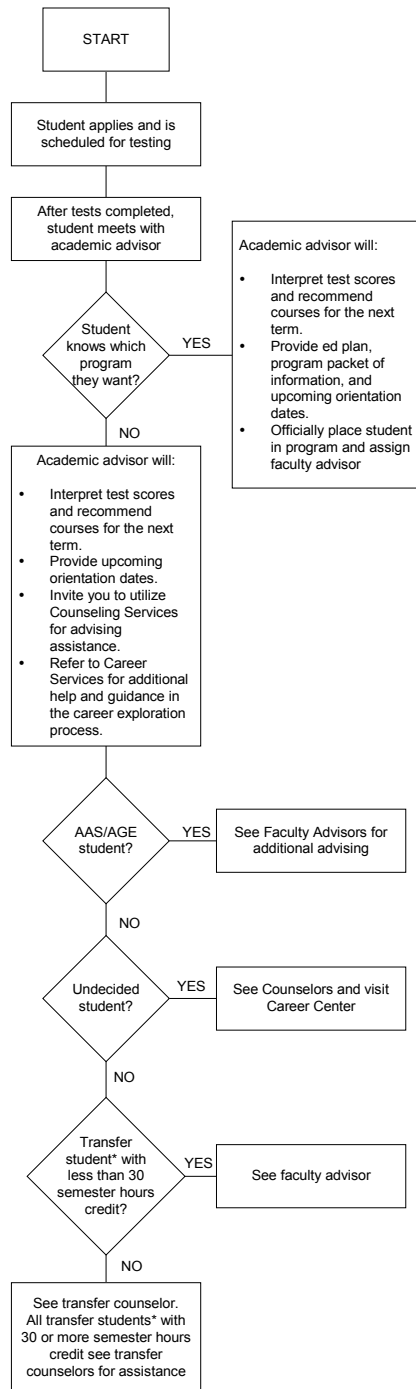 START
Student applies and is
scheduled for testing
After tests completed,
student meets with
academic advisor
Student
knows which
program
they want?
YES
Academic advisor will:
• Interpret test scores
and recommend
courses for the next
term.
• Provide ed plan,
program packet of
information, and
upcoming orientation
dates.
• Officially place student
in program and assign
faculty advisor
NO
Academic advisor will:
• Interpret test scores
and recommend
courses for the next
term.
• Provide upcoming
orientation dates.
• Invite you to utilize
Counseling Services
for advising
assistance.
• Refer to Career
Services for additional
help and guidance in
the career exploration
process.
AAS/AGE
student?
YES
See Faculty Advisors for
additional advising
NO
Undecided
student?
YES
See Counselors and visit
Career Center
NO
Transfer
student* with
less than 30
semester hours
credit?
YES
See faculty advisor
NO
See transfer counselor.
All transfer students* with
30 or more semester hours
credit see transfer
counselors for assistance